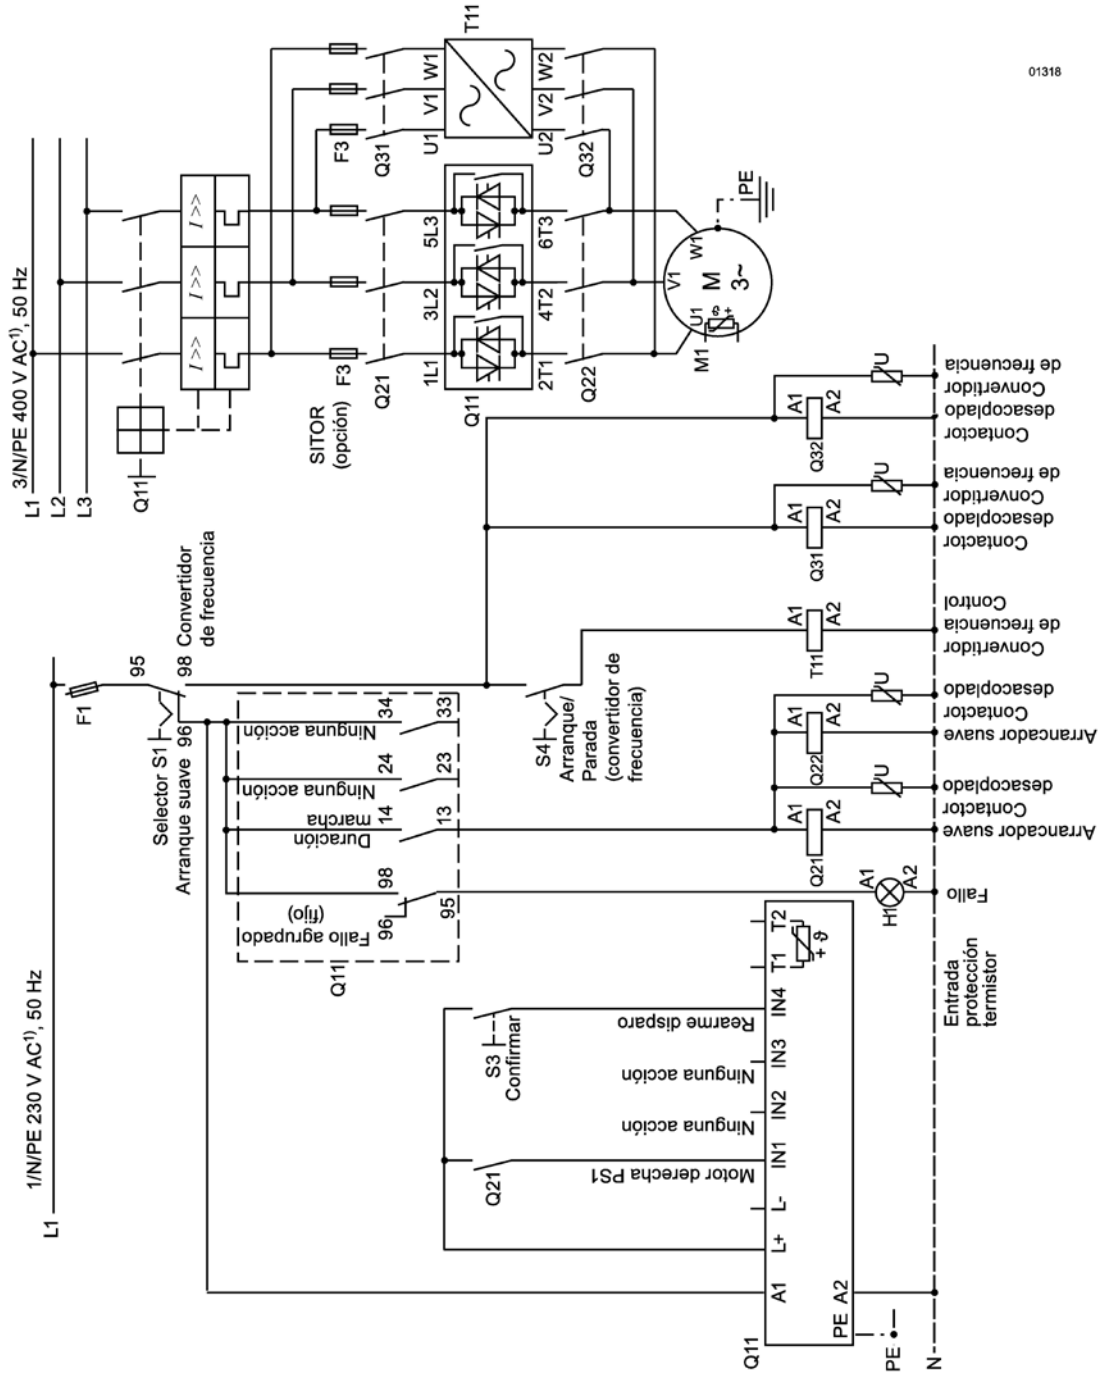 01318
3/N/PE 400 V AC1), 50 Hz
L1
L2
L3
Q11
I >>
I >>
I >>
SITOR
(opción)
F3
F3
Q21
Q31
1L1
3L2
5L3
U1
V1
W1
T11
Q11
2T1
4T2
6T3
U2
V2
W2
Q22
Q32
M1
U1
V1
W1
M
3~
+ϑ
PE
1/N/PE 230 V AC1), 50 Hz
L1
F1
95
98
Convertidor
de frecuencia
Selector S1
Arranque suave 96
Q11
Fallo agrupado
(fijo)
96
98
95
Duración
marcha
14
13
Ninguna acción
24
23
Ninguna acción
34
33
S4
Arranque/
Parada
(convertidor de
frecuencia)
S3
Confirmar
Q21
Motor derecha PS1
Ninguna acción
Ninguna acción
Rearme disparo
Q11
A1
L+
L-
IN1
IN2
IN3
IN4
T1
T2
+ ϑ
PE
A2
PE
N
H1
A1
A2
Q21
A1
A2
U
Q22
A1
A2
U
T11
A1
A2
Q31
A1
A2
U
Q32
A1
A2
U
Entrada
protección
termistor
Fallo
Arrancador suave
Contactor
desacoplado
Arrancador suave
Contactor
desacoplado
Convertidor
de frecuencia
Control
Contactor
desacoplado
Convertidor
de frecuencia
Contactor
desacoplado
Convertidor
de frecuencia